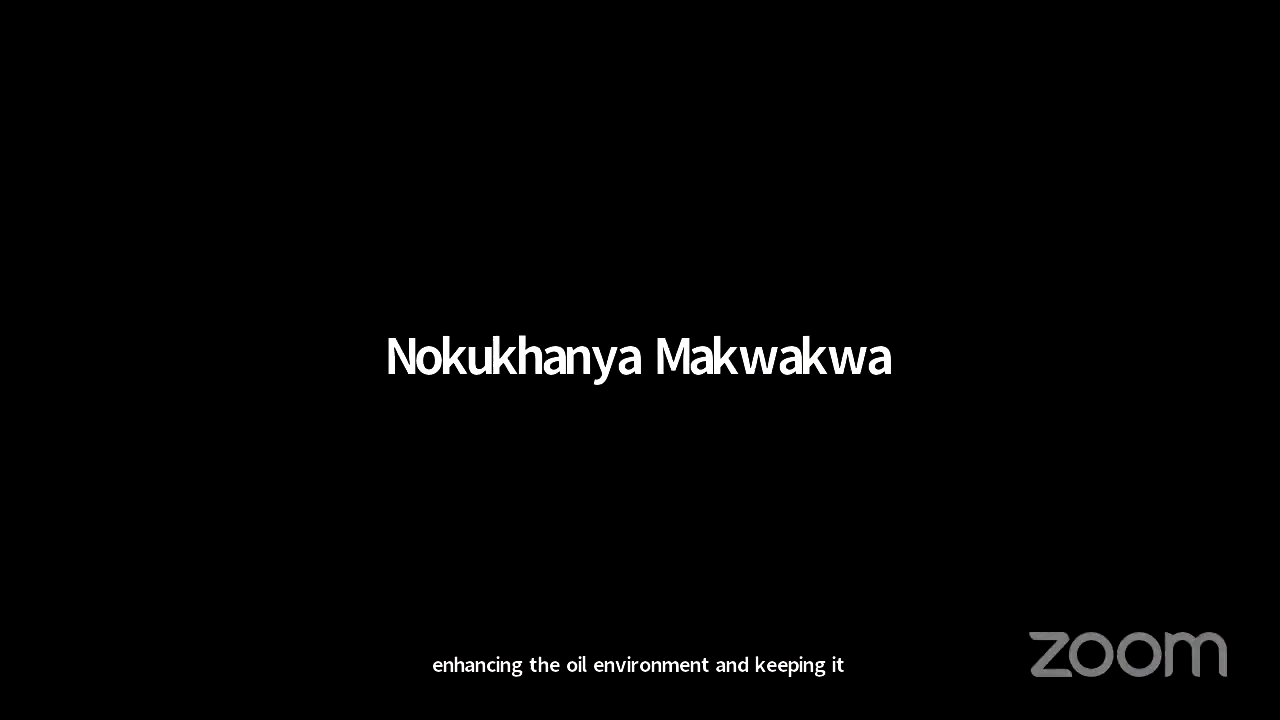 Nokukhanya Makwakwa
enhancing the oil environment and keeping it
zoom